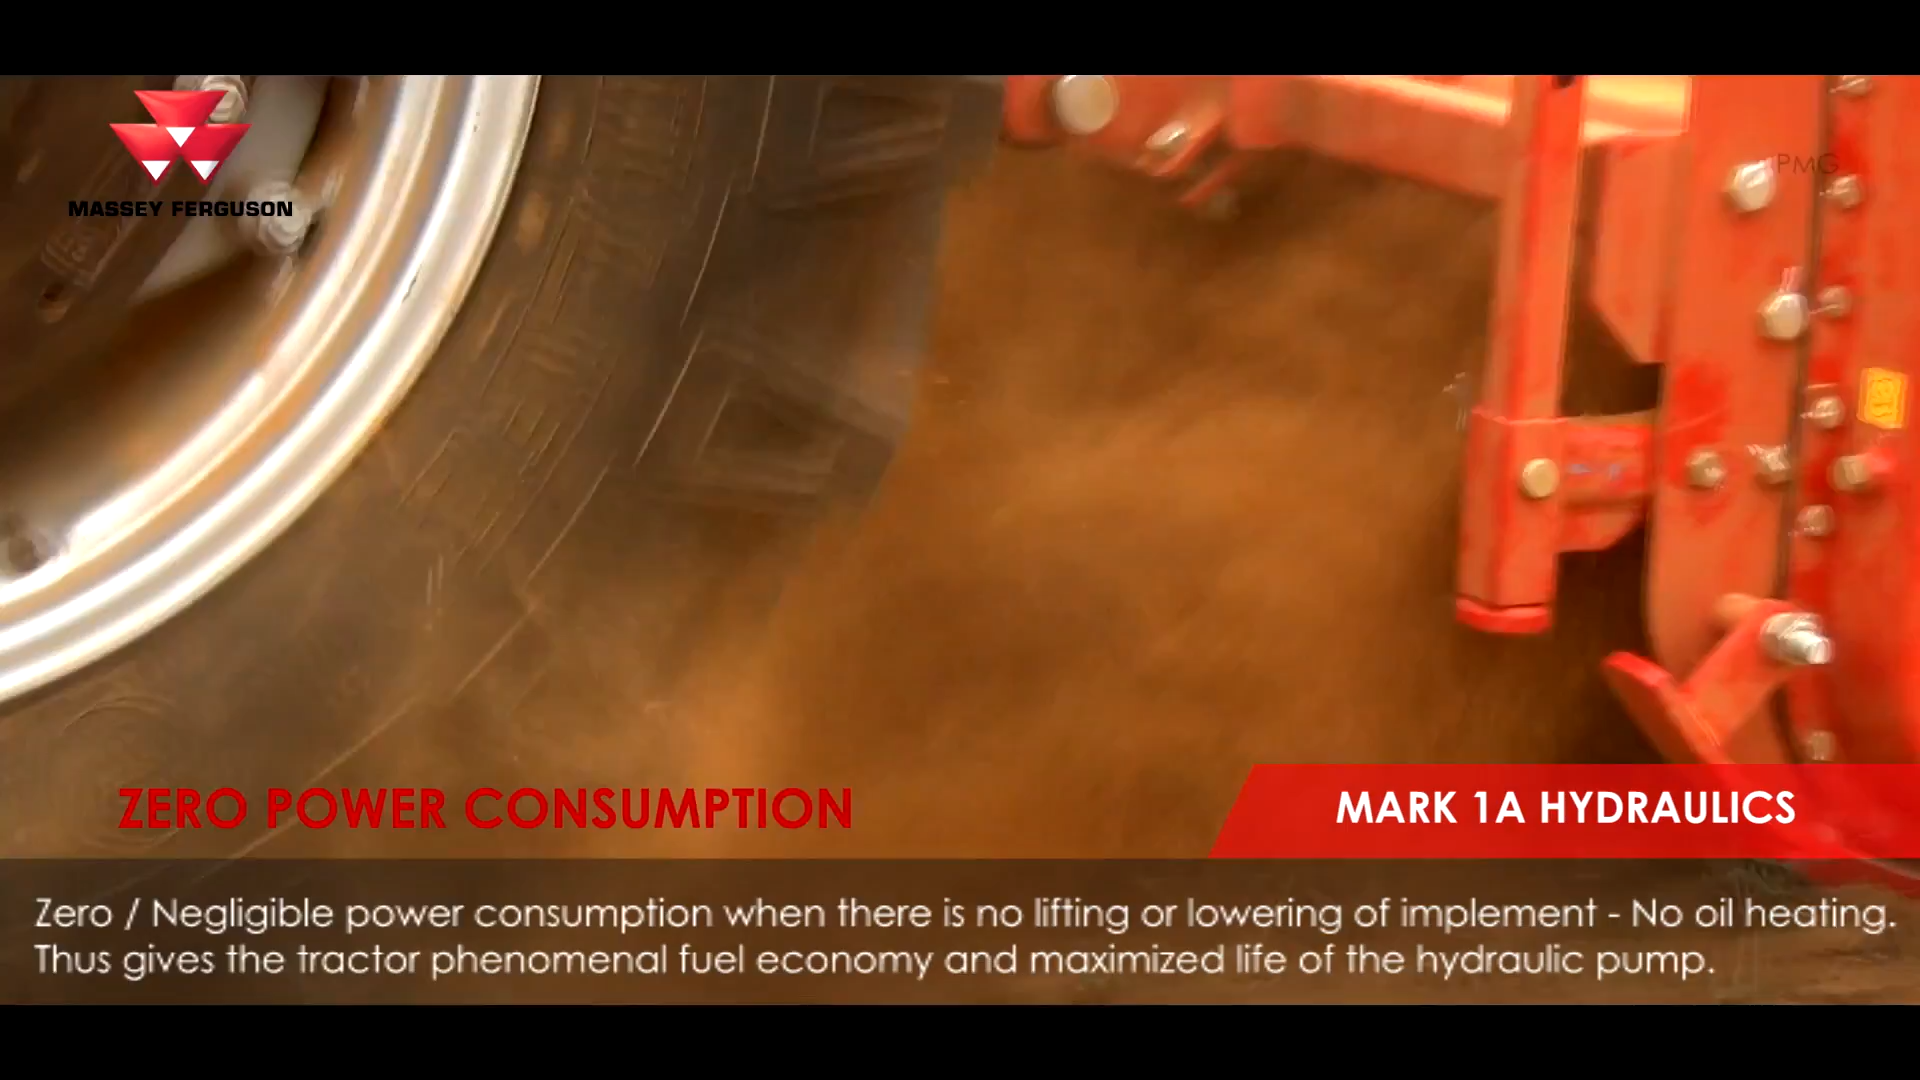 MASSEY FERGUSON
PMG
ZERO POWER CONSUMPTION
MARK 1A HYDRAULICS
Zero / Negligible power consumption when there is no lifting or lowering of implement - No oil heating.
Thus gives the tractor phenomenal fuel economy and maximized life of the hydraulic pump.